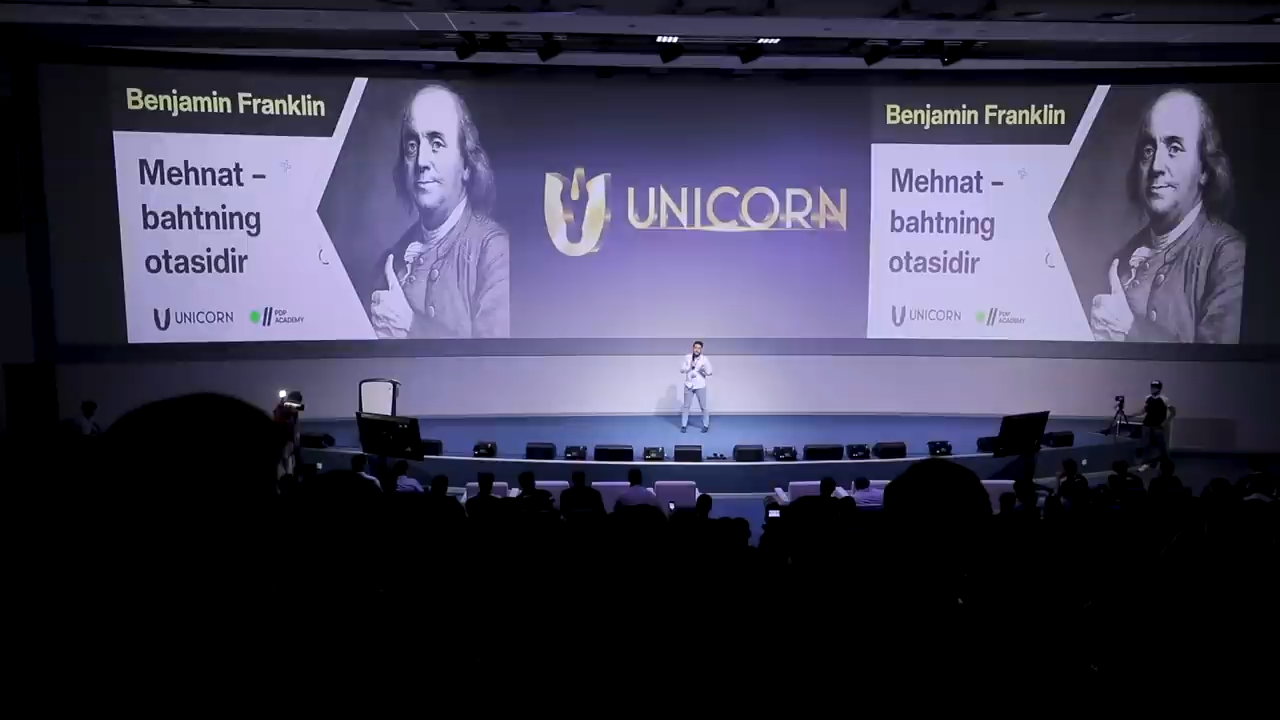 Benjamin Franklin
Mehnat –
bahtning
otasidir
UNICORN
PDP
ACADEMY
UNICORN
Benjamin Franklin
Mehnat –
bahtning
otasidir
UNICORN
PDP
ACADEMY